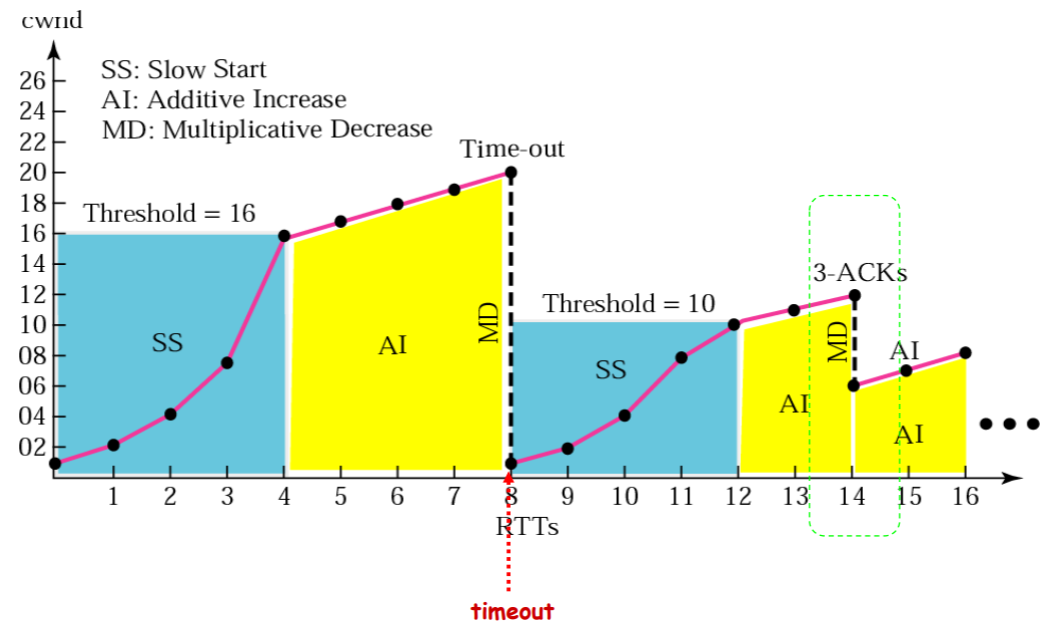 cwnd
SS: Slow Start
AI: Additive Increase
MD: Multiplicative Decrease
26
24
22
20
18
16
14
12
10
08
06
04
02
Time-out
Threshold = 16
SS
AI
MD
Threshold = 10
SS
3-ACKs
MD
AI
AI
AI
1 2 3 4 5 6 7 8 9 10 11 12 13 14 15 16
RTTs
timeout